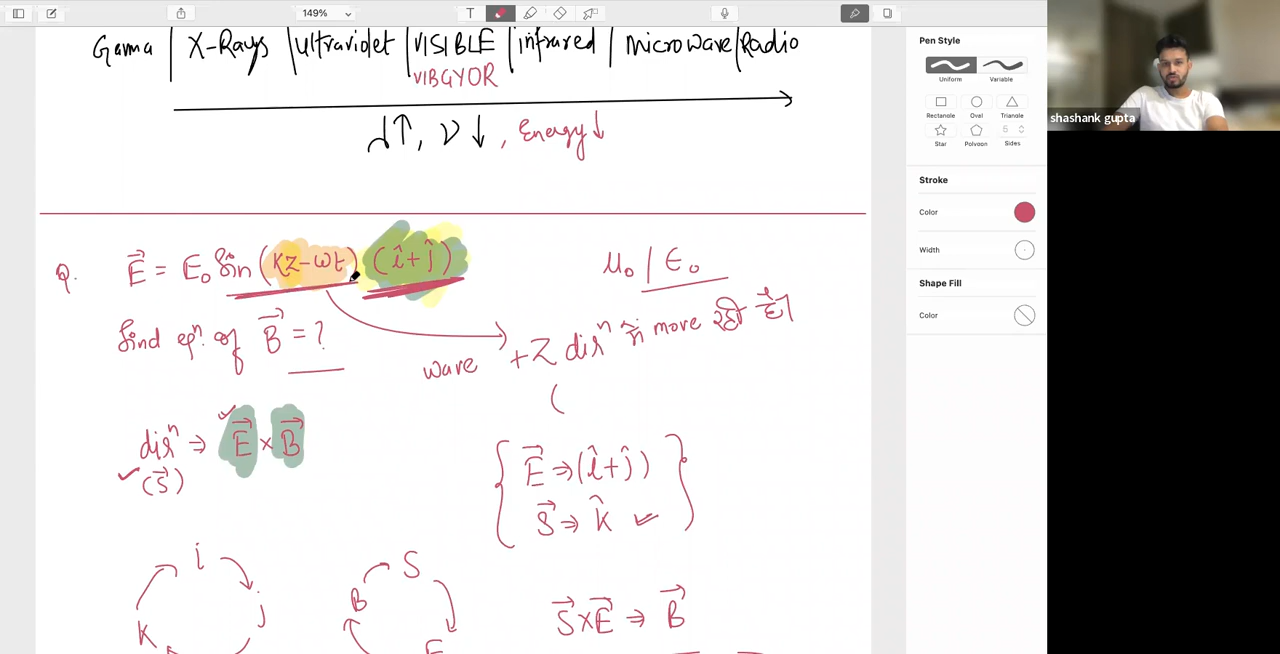 149%
T
Gama | X-Rays | Ultraviolet | VISIBLE | infrared | microwave | Radio
VIBGYOR
λ↑, ν↓, Energy↓
Q. E⃗ = E₀ Sin (Kz-ωt) (î+ĵ)
μ₀ / ε₀
find eqⁿ. of B⃗ = ?
wave +Z dirⁿ में move रही है।
(
dirⁿ ⇒ E⃗ × B⃗
(S⃗)
E⃗ ⇒ (î+ĵ)
S⃗ ⇒ k̂
i
j
K
S
B
E
S⃗×E⃗ ⇒ B⃗
Pen Style
Uniform Variable
Rectangle Oval Triangle
5
Star Polygon Sides
Stroke
Color
Width
Shape Fill
Color
shashank gupta